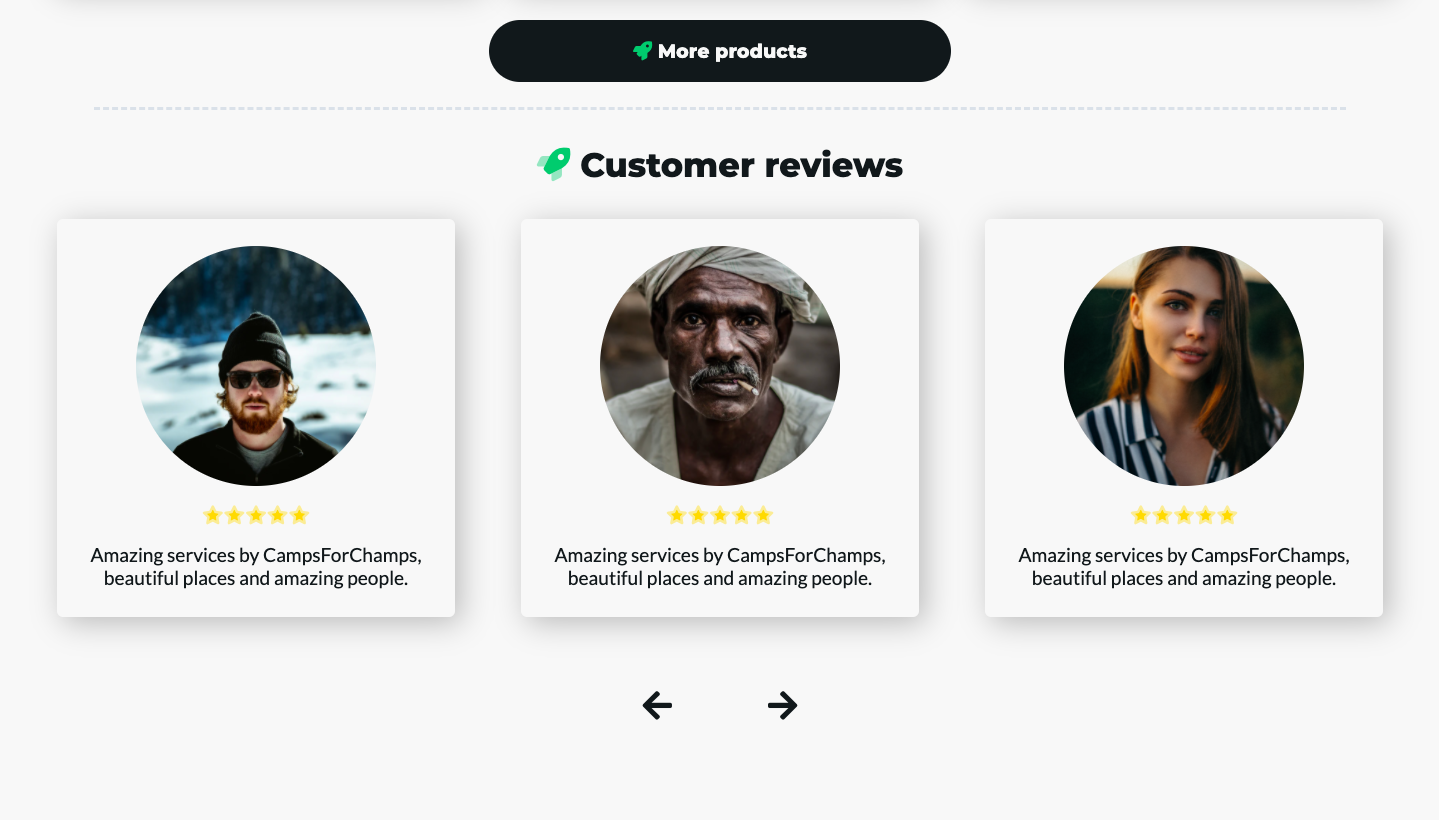 More products
Customer reviews
Amazing services by CampsForChamps,
beautiful places and amazing people.
Amazing services by CampsForChamps,
beautiful places and amazing people.
Amazing services by CampsForChamps,
beautiful places and amazing people.